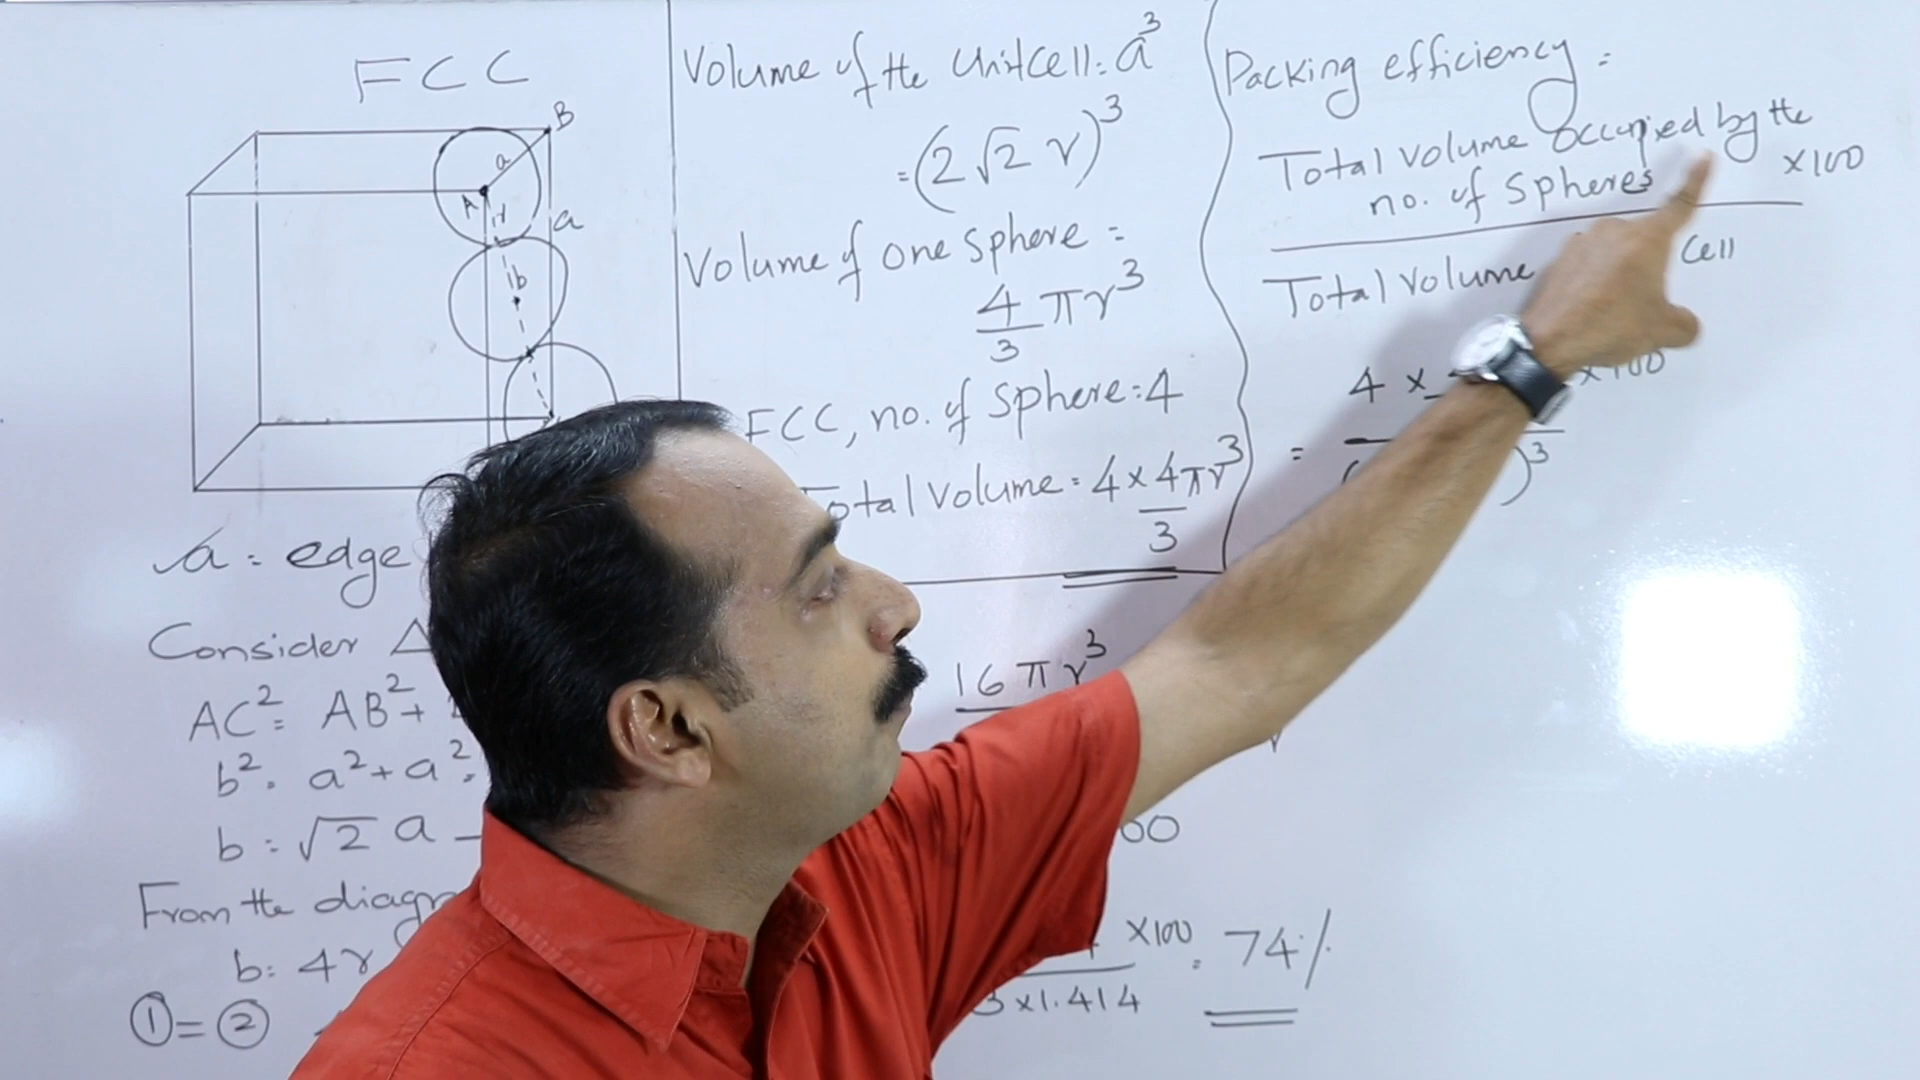 FCC
B
a
A
r
a
b
a = edge
Consider Δ
AC² = AB² +
b² = a² + a² =
b = √2 a –
From the
b = 4r
① = ②
Volume of the Unitcell = a³
= (2√2 r)³
Volume of one sphere =
4/3 πr³
FCC, no. of sphere = 4
Total Volume = 4 × 4πr³/3
16πr³
00
×100 = 74%
3 × 1.414
Packing efficiency =
Total volume occupied by the
no. of spheres ×100
Total Volume Cell
4 × ×100
= ( )³